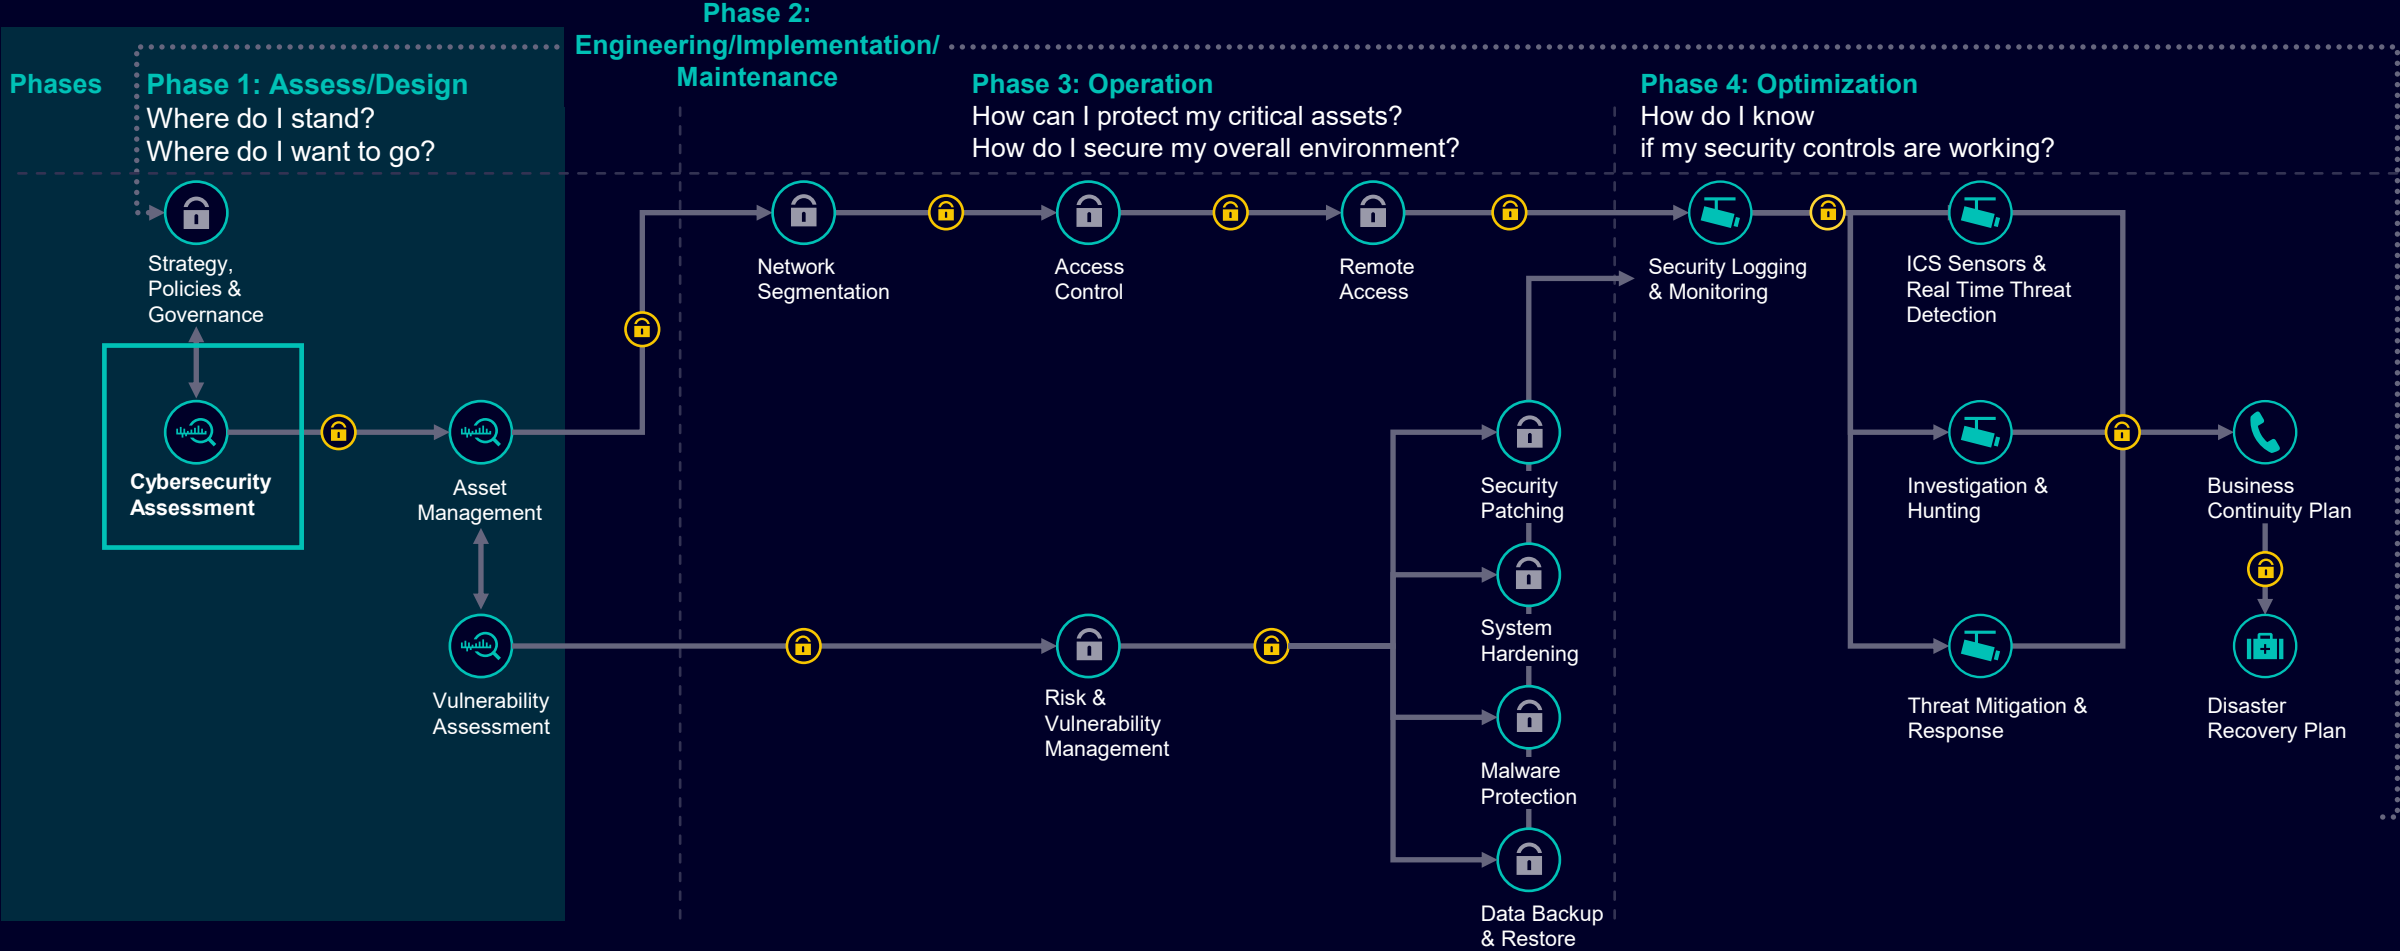 Phase 2:
Engineering/Implementation/
Maintenance
Phases
Phase 1: Assess/Design
Where do I stand?
Where do I want to go?
Phase 3: Operation
How can I protect my critical assets?
How do I secure my overall environment?
Phase 4: Optimization
How do I know
if my security controls are working?
Strategy,
Policies &
Governance
Network
Segmentation
Access
Control
Remote
Access
Security Logging
& Monitoring
ICS Sensors &
Real Time Threat
Detection
Cybersecurity
Assessment
Asset
Management
Security
Patching
Investigation &
Hunting
Business
Continuity Plan
System
Hardening
Vulnerability
Assessment
Risk &
Vulnerability
Management
Threat Mitigation &
Response
Disaster
Recovery Plan
Malware
Protection
Data Backup
& Restore